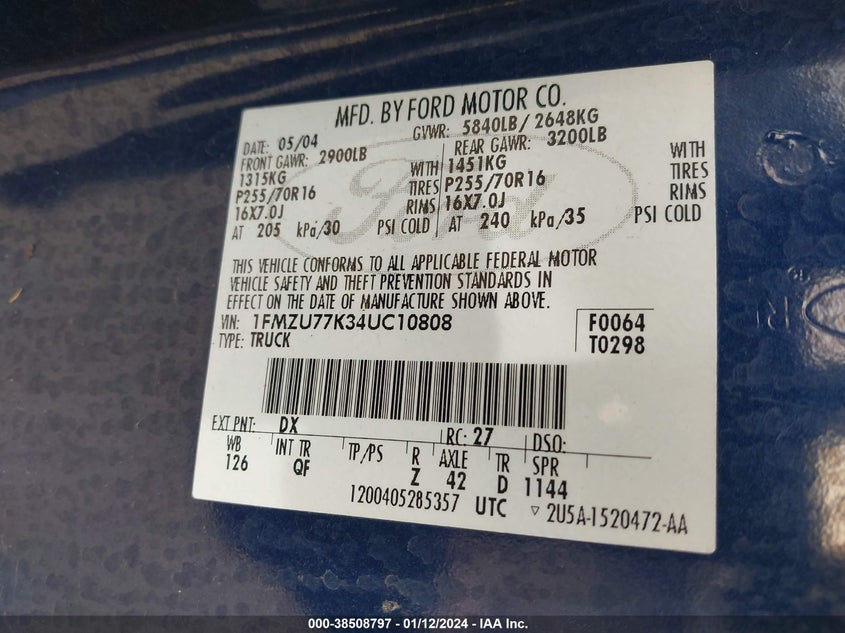 MFD. BY FORD MOTOR CO.
DATE: 05/04 GVWR: 5840LB/ 2648KG
FRONT GAWR: 2900LB REAR GAWR: 3200LB
1315KG WITH 1451KG WITH
P255/70R16 TIRES P255/70R16 TIRES
16X7.0J RIMS 16X7.0J RIMS
AT 205 kPa/30 PSI COLD AT 240 kPa/35 PSI COLD
Ford
THIS VEHICLE CONFORMS TO ALL APPLICABLE FEDERAL MOTOR
VEHICLE SAFETY AND THEFT PREVENTION STANDARDS IN
EFFECT ON THE DATE OF MANUFACTURE SHOWN ABOVE.
VIN: 1FMZU77K34UC10808 F0064
TYPE: TRUCK T0298
EXT PNT: DX RC: 27 DSO:
WB INT TR TP/PS R AXLE TR SPR
126 QF Z 42 D 1144
1200405285357 UTC ▽ 2U5A-1520472-AA
000-38508797 - 01/12/2024 - IAA Inc.